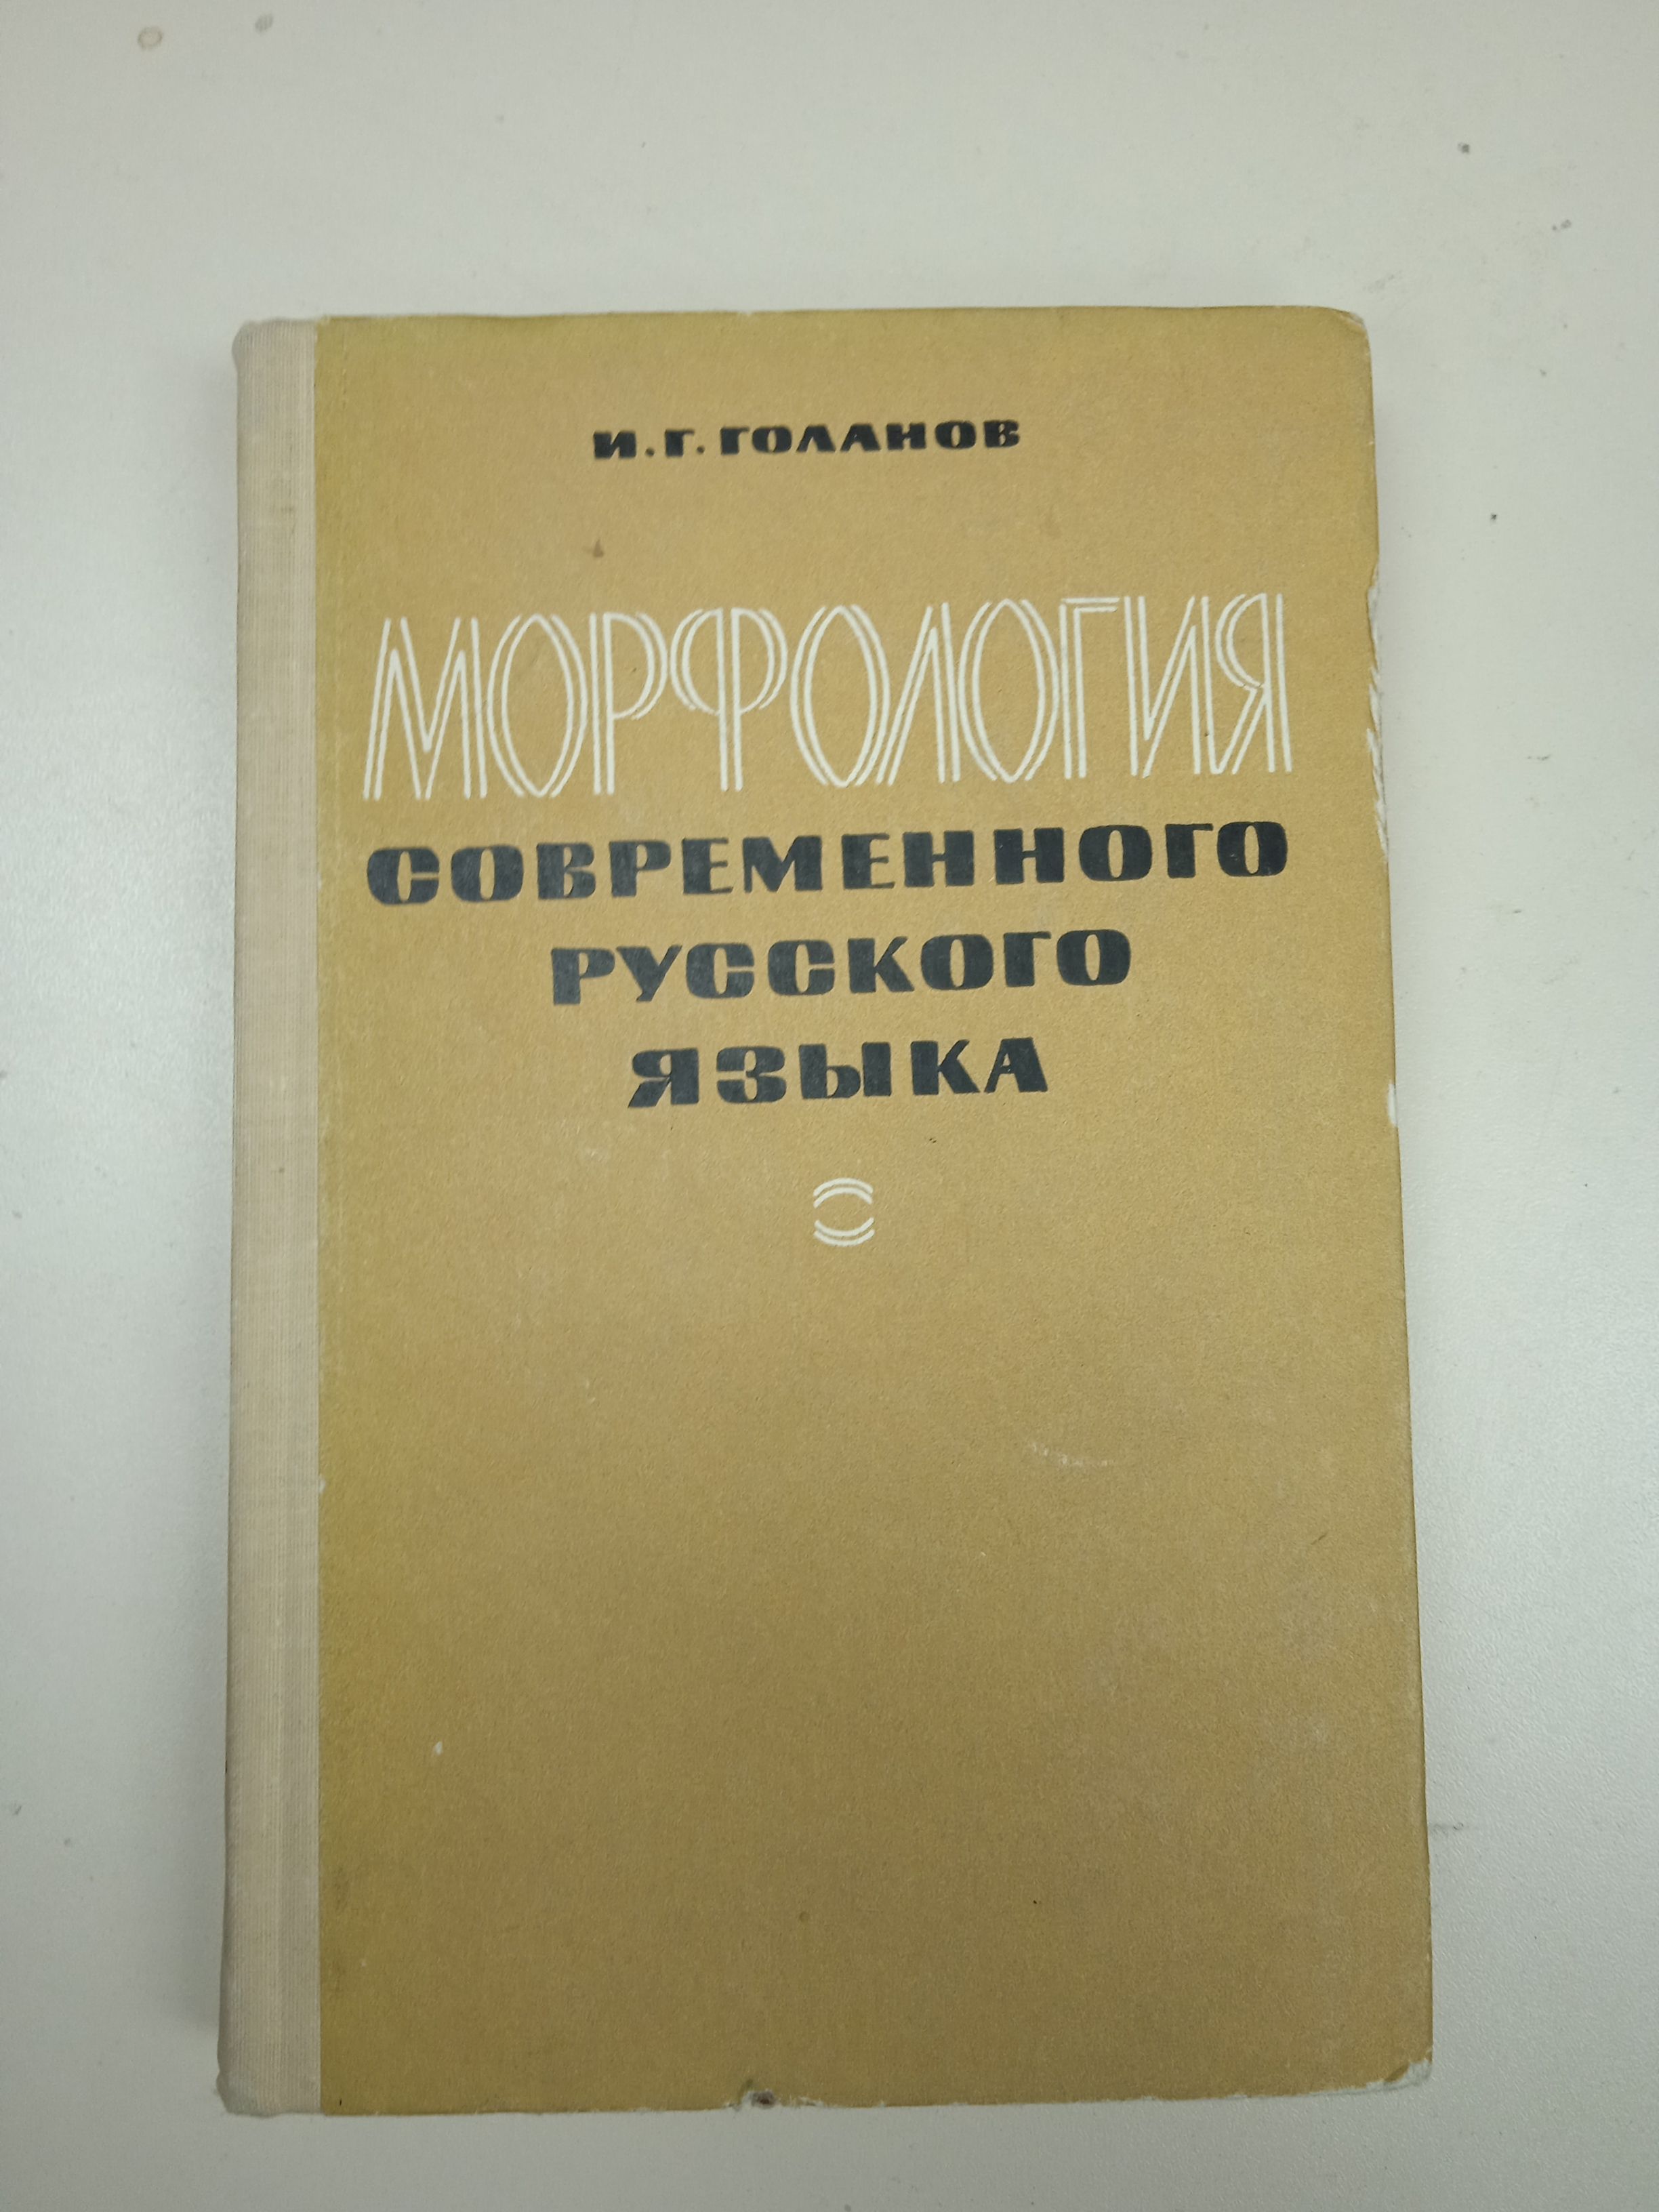 И. Г. ГОЛАНОВ
МОРФОЛОГИЯ
СОВРЕМЕННОГО
РУССКОГО
ЯЗЫКА